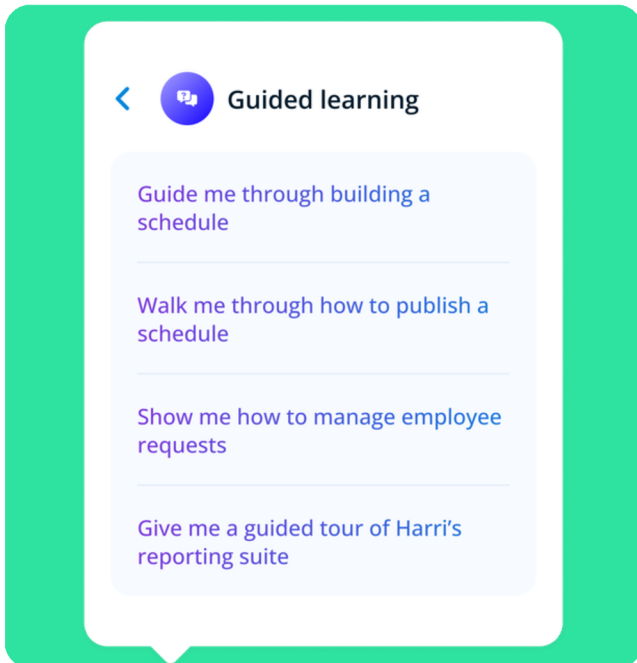 Guided learning
Guide me through building a
schedule
Walk me through how to publish a
schedule
Show me how to manage employee
requests
Give me a guided tour of Harri’s
reporting suite